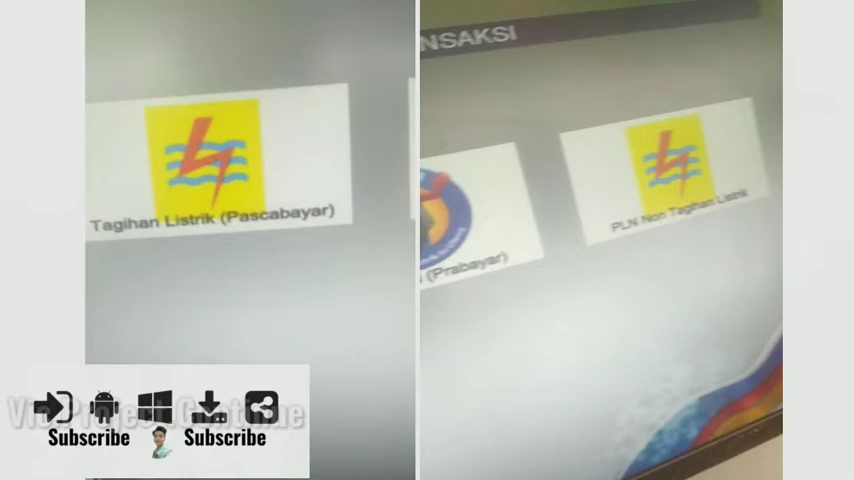 NSAKSI
Tagihan Listrik (Pascabayar)
(Prabayar)
PLN Non Tagihan Listrik
Subscribe
Subscribe